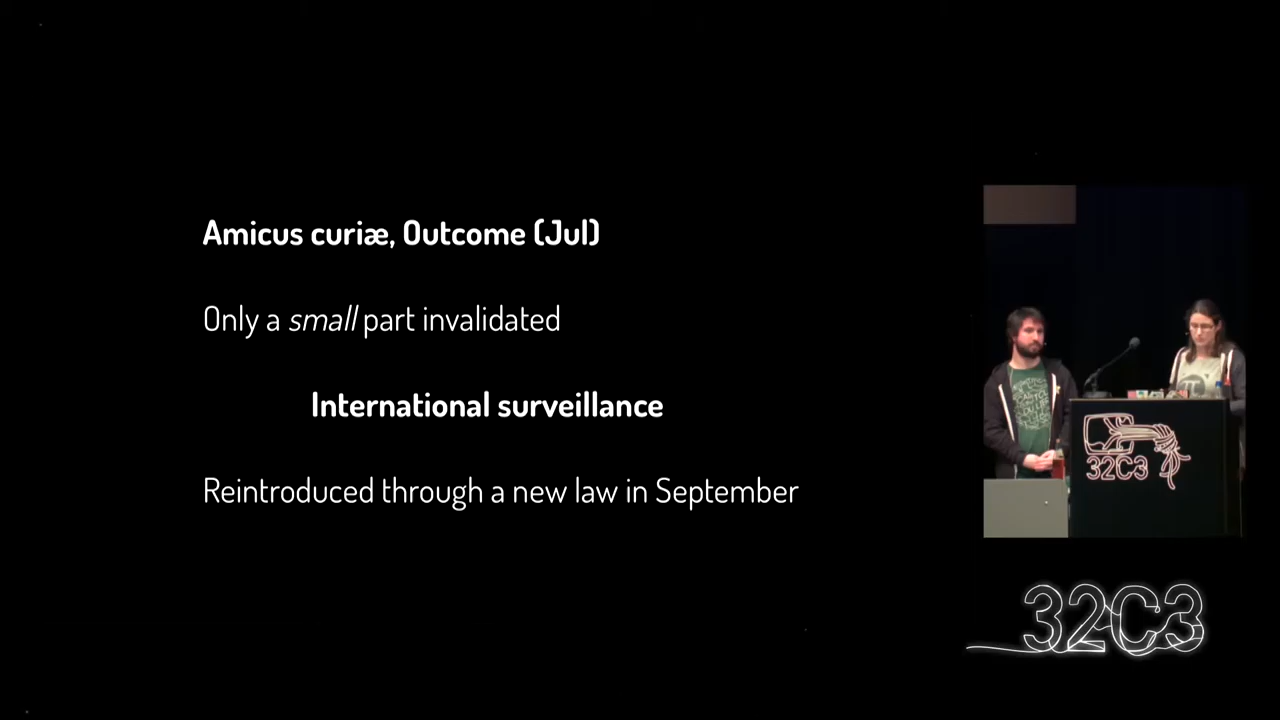 Amicus curiæ, Outcome (Jul)
Only a small part invalidated
International surveillance
Reintroduced through a new law in September
32C3
32C3